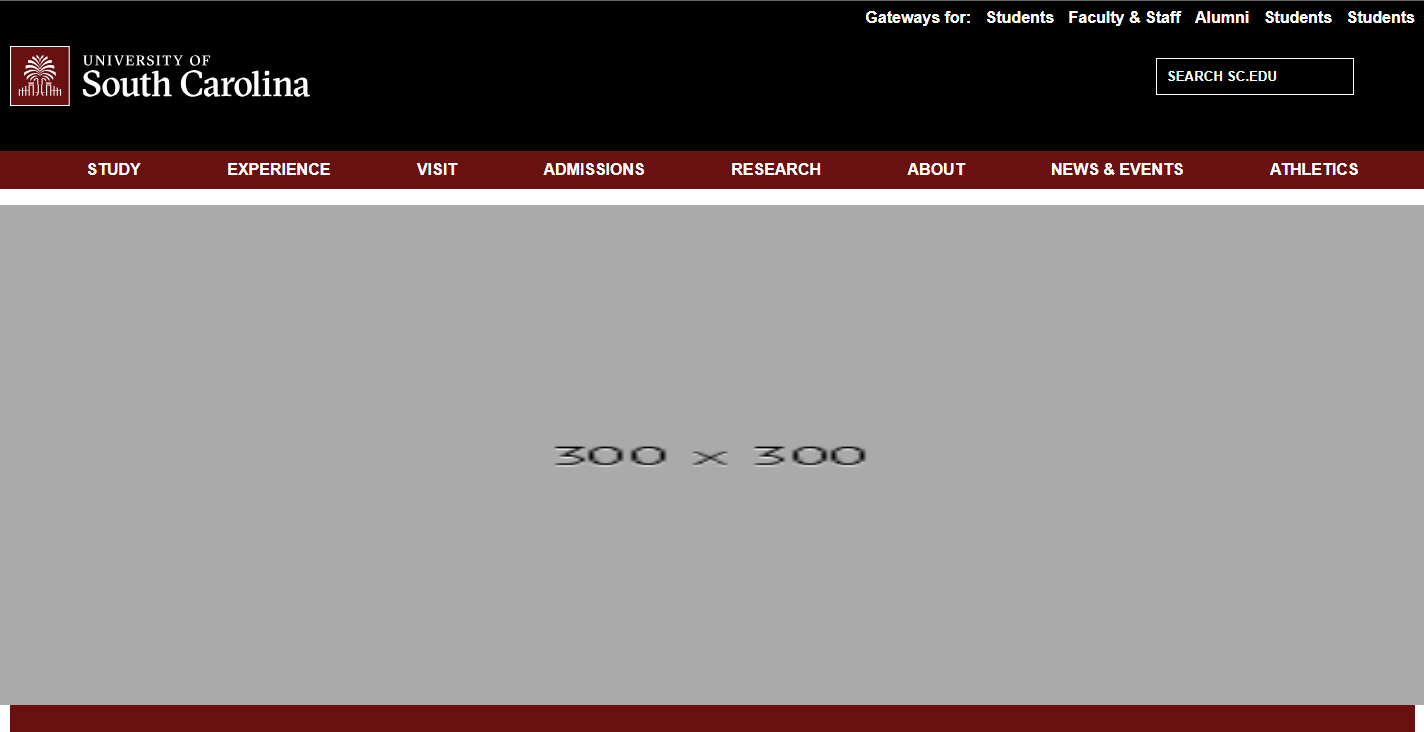 Gateways for: Students Faculty & Staff Alumni Students Students
UNIVERSITY OF
South Carolina
SEARCH SC.EDU
STUDY EXPERIENCE VISIT ADMISSIONS RESEARCH ABOUT NEWS & EVENTS ATHLETICS
300 x 300